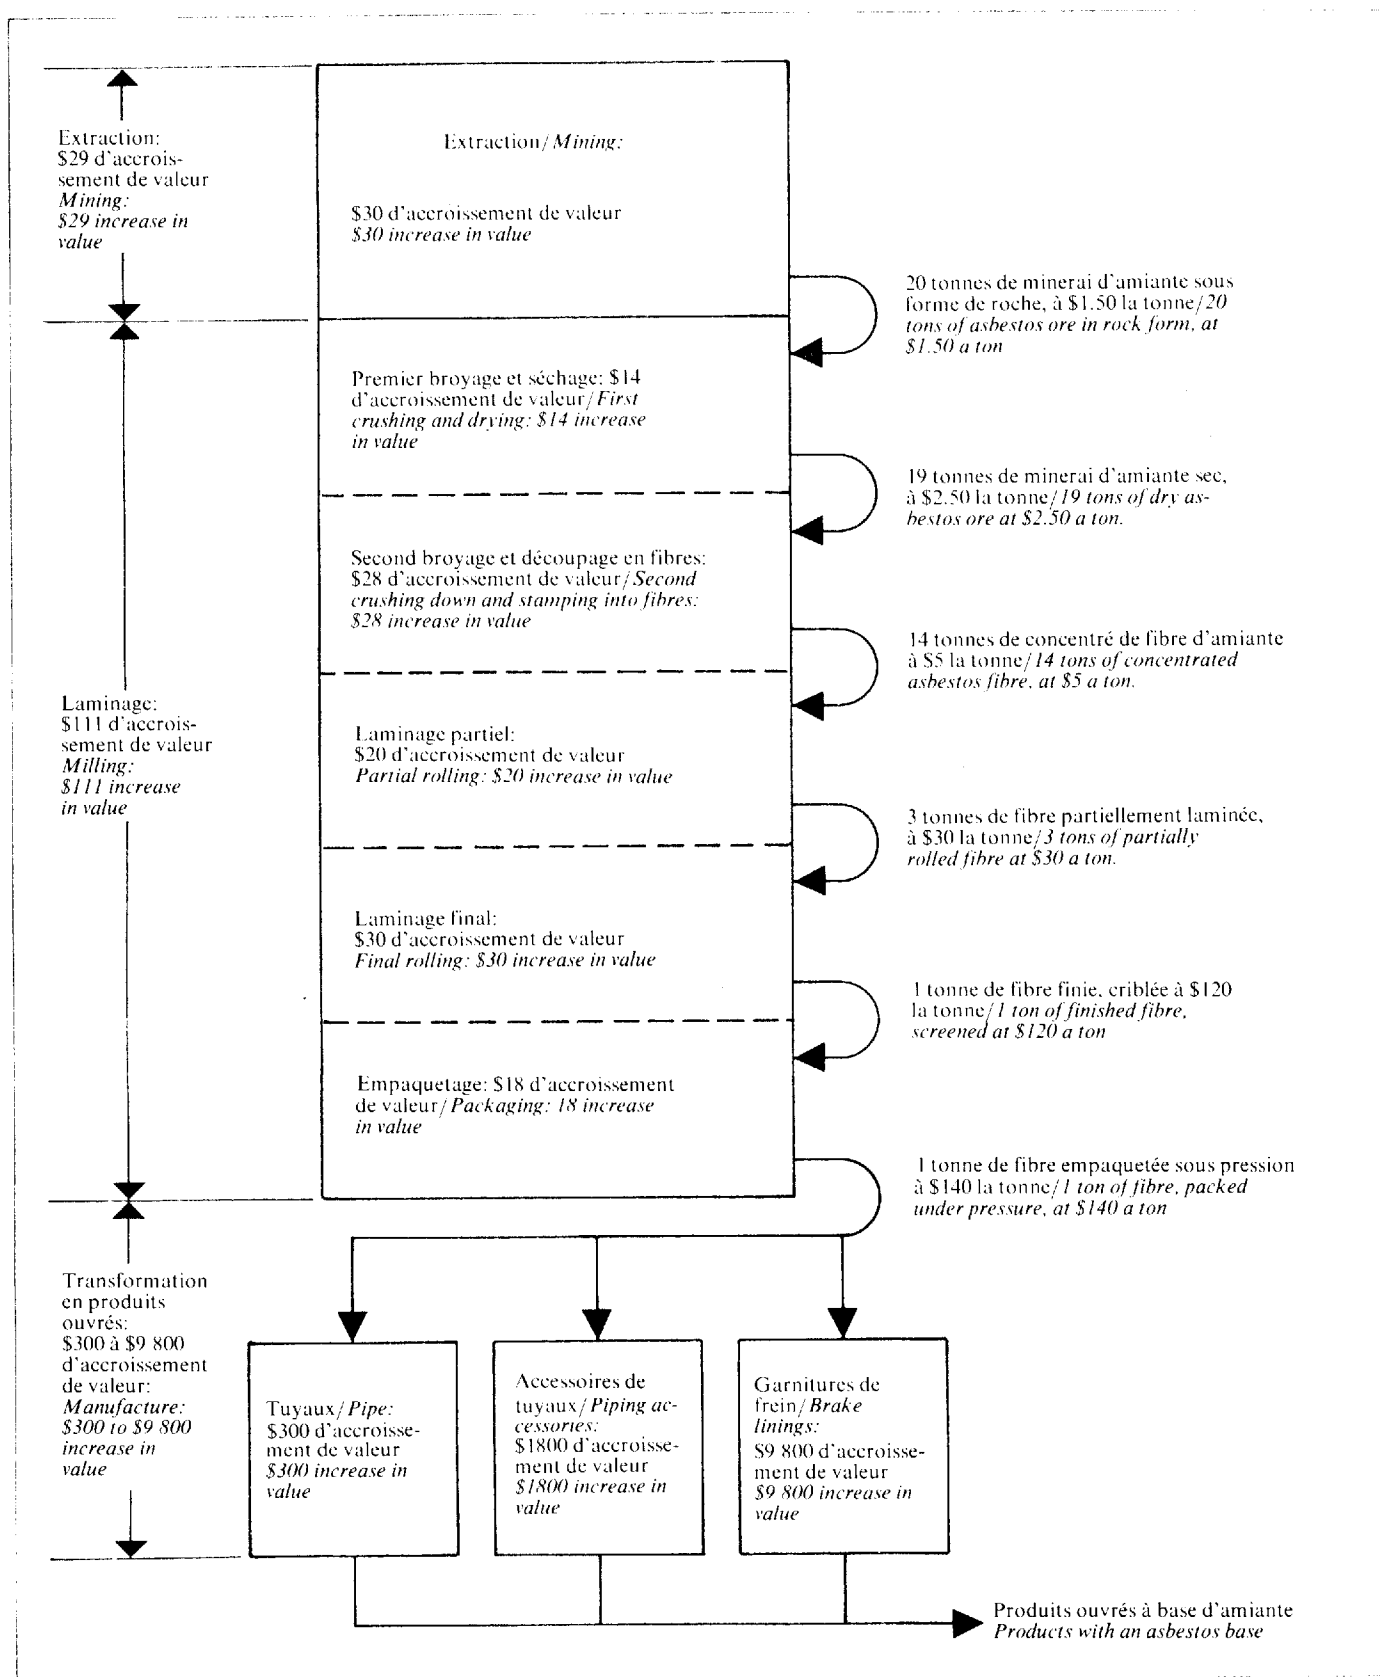 Extraction:
$29 d'accrois-
sement de valeur
Mining:
$29 increase in
value
Extraction/Mining:
$30 d'accroissement de valeur
$30 increase in value
20 tonnes de minerai d'amiante sous
forme de roche, à $1.50 la tonne/20
tons of asbestos ore in rock form, at
$1.50 a ton
Premier broyage et séchage: $14
d'accroissement de valeur/First
crushing and drying: $14 increase
in value
19 tonnes de minerai d'amiante sec,
à $2.50 la tonne/19 tons of dry as-
bestos ore at $2.50 a ton.
Second broyage et découpage en fibres:
$28 d'accroissement de valeur/Second
crushing down and stamping into fibres:
$28 increase in value
14 tonnes de concentré de fibre d'amiante
à $5 la tonne/14 tons of concentrated
asbestos fibre, at $5 a ton.
Laminage:
$111 d'accrois-
sement de valeur
Milling:
$111 increase
in value
Laminage partiel:
$20 d'accroissement de valeur
Partial rolling: $20 increase in value
3 tonnes de fibre partiellement laminée,
à $30 la tonne/3 tons of partially
rolled fibre at $30 a ton.
Laminage final:
$30 d'accroissement de valeur
Final rolling: $30 increase in value
1 tonne de fibre finie, criblée à $120
la tonne/1 ton of finished fibre,
screened at $120 a ton
Empaquetage: $18 d'accroissement
de valeur/Packaging: 18 increase
in value
1 tonne de fibre empaquetée sous pression
à $140 la tonne/1 ton of fibre, packed
under pressure, at $140 a ton
Transformation
en produits
ouvrés:
$300 à $9 800
d'accroissement
de valeur:
Manufacture:
$300 to $9 800
increase in
value
Tuyaux/Pipe:
$300 d'accroisse-
ment de valeur
$300 increase in
value
Accessoires de
tuyaux/Piping ac-
cessories:
$1800 d'accroisse-
ment de valeur
$1800 increase in
value
Garnitures de
frein/Brake
linings:
$9 800 d'accroisse-
ment de valeur
$9 800 increase in
value
Produits ouvrés à base d'amiante
Products with an asbestos base